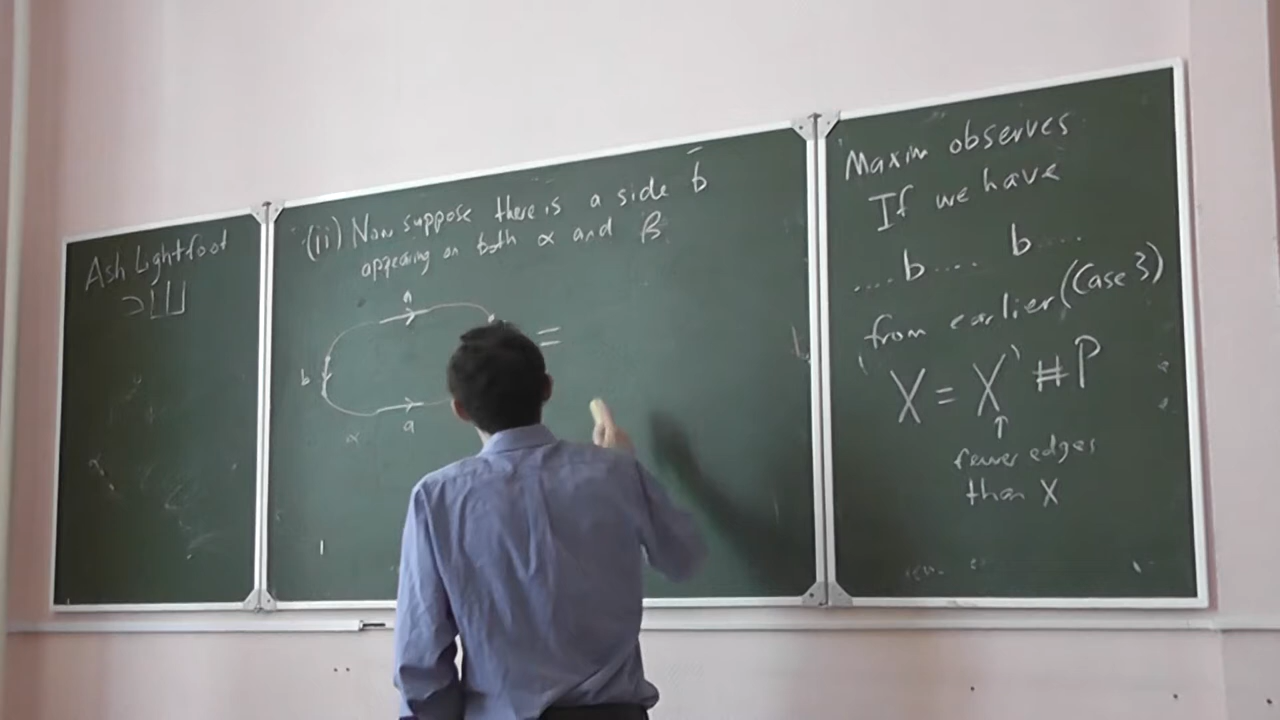 Ash Lightfoot
(ii) Now suppose there is a side b
appearing on both α and β
a
b
a
α
=
Maxim observes
If we have
....b....b....
from earlier (Case 3)
X = X' # P
↑
fewer edges
than X